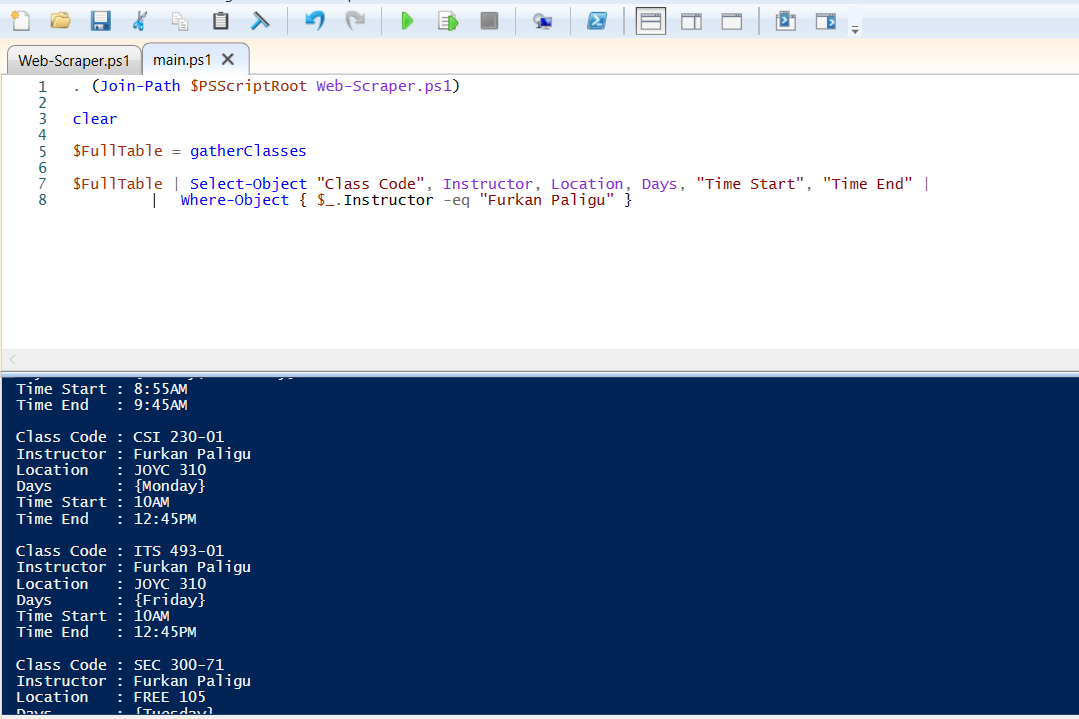 Web-Scraper.ps1 main.ps1
1 . (Join-Path $PSScriptRoot Web-Scraper.ps1)
2
3 clear
4
5 $FullTable = gatherClasses
6
7 $FullTable | Select-Object "Class Code", Instructor, Location, Days, "Time Start", "Time End" |
8 | Where-Object { $_.Instructor -eq "Furkan Paligu" }
Time Start : 8:55AM
Time End : 9:45AM
Class Code : CSI 230-01
Instructor : Furkan Paligu
Location : JOYC 310
Days : {Monday}
Time Start : 10AM
Time End : 12:45PM
Class Code : ITS 493-01
Instructor : Furkan Paligu
Location : JOYC 310
Days : {Friday}
Time Start : 10AM
Time End : 12:45PM
Class Code : SEC 300-71
Instructor : Furkan Paligu
Location : FREE 105
Days : {Tuesday}